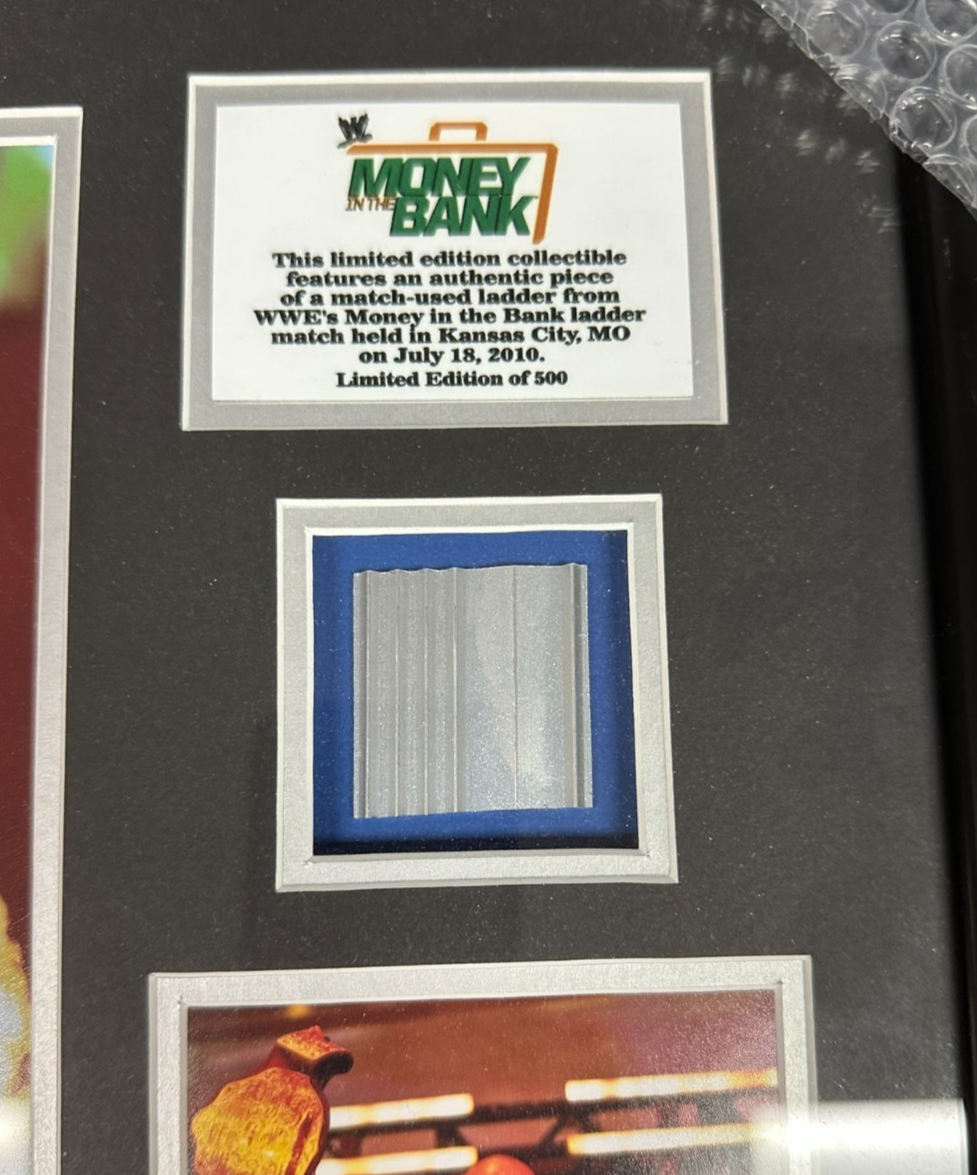 W
MONEY
IN THE
BANK
This limited edition collectible
features an authentic piece
of a match-used ladder from
WWE's Money in the Bank ladder
match held in Kansas City, MO
on July 18, 2010.
Limited Edition of 500